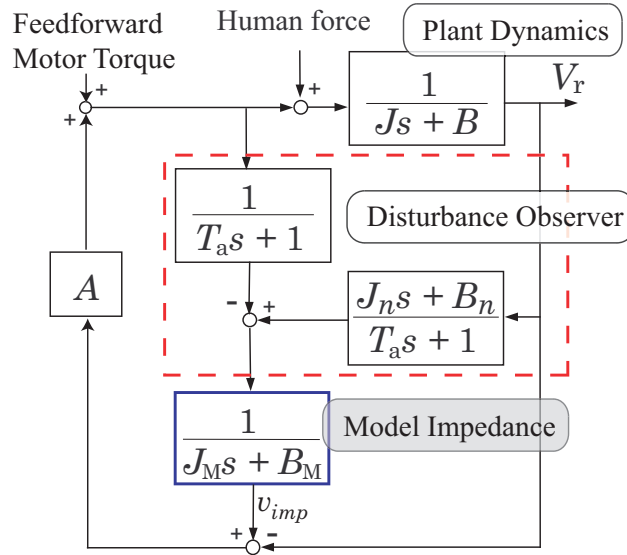 Feedforward
Motor Torque
Human force
Plant Dynamics
V_r
+
+
+
+
1
Js + B
1
T_a s + 1
Disturbance Observer
A
-
+
J_n s + B_n
T_a s + 1
1
J_M s + B_M
Model Impedance
v_imp
+
-